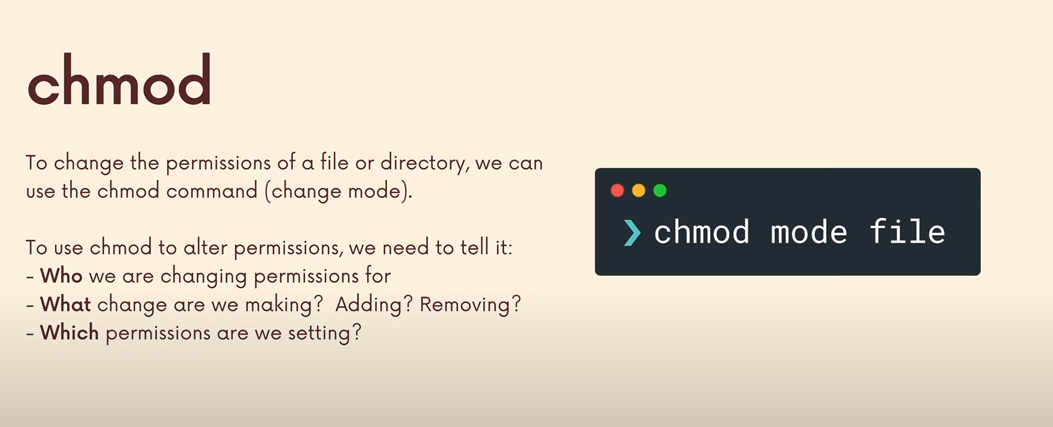 chmod
To change the permissions of a file or directory, we can
use the chmod command (change mode).
To use chmod to alter permissions, we need to tell it:
- Who we are changing permissions for
- What change are we making?  Adding? Removing?
- Which permissions are we setting?
❯ chmod mode file